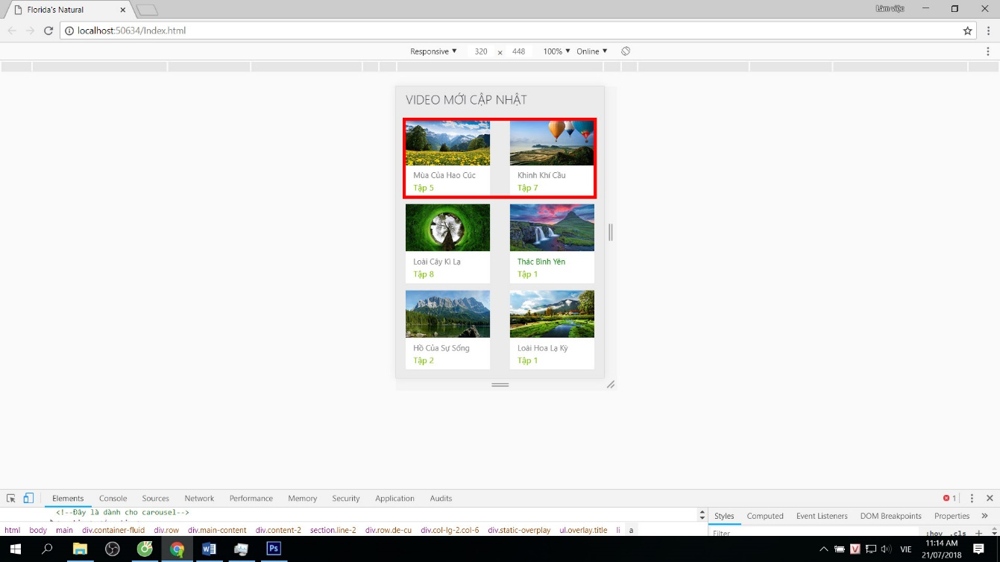 Florida's Natural
Làm việc
localhost:50634/Index.html
Responsive 320 x 448 100% Online
VIDEO MỚI CẬP NHẬT
Mùa Của Hao Cúc Khinh Khí Cầu
Tập 5 Tập 7
Loài Cây Kì Lạ Thác Bình Yên
Tập 8 Tập 1
Hồ Của Sự Sống Loài Hoa Lạ Kỳ
Tập 2 Tập 1
Elements Console Sources Network Performance Memory Security Application Audits 1
<!--Đây là dành cho carousel-->
Styles Computed Event Listeners DOM Breakpoints Properties »
html body main div.container-fluid div.row div.main-content div.content-2 section.line-2 div.row.de-cu div.col-lg-2.col-6 div.static-overplay ul.overlay.title li a
Filter :hov .cls +
VIE 11:14 AM
21/07/2018